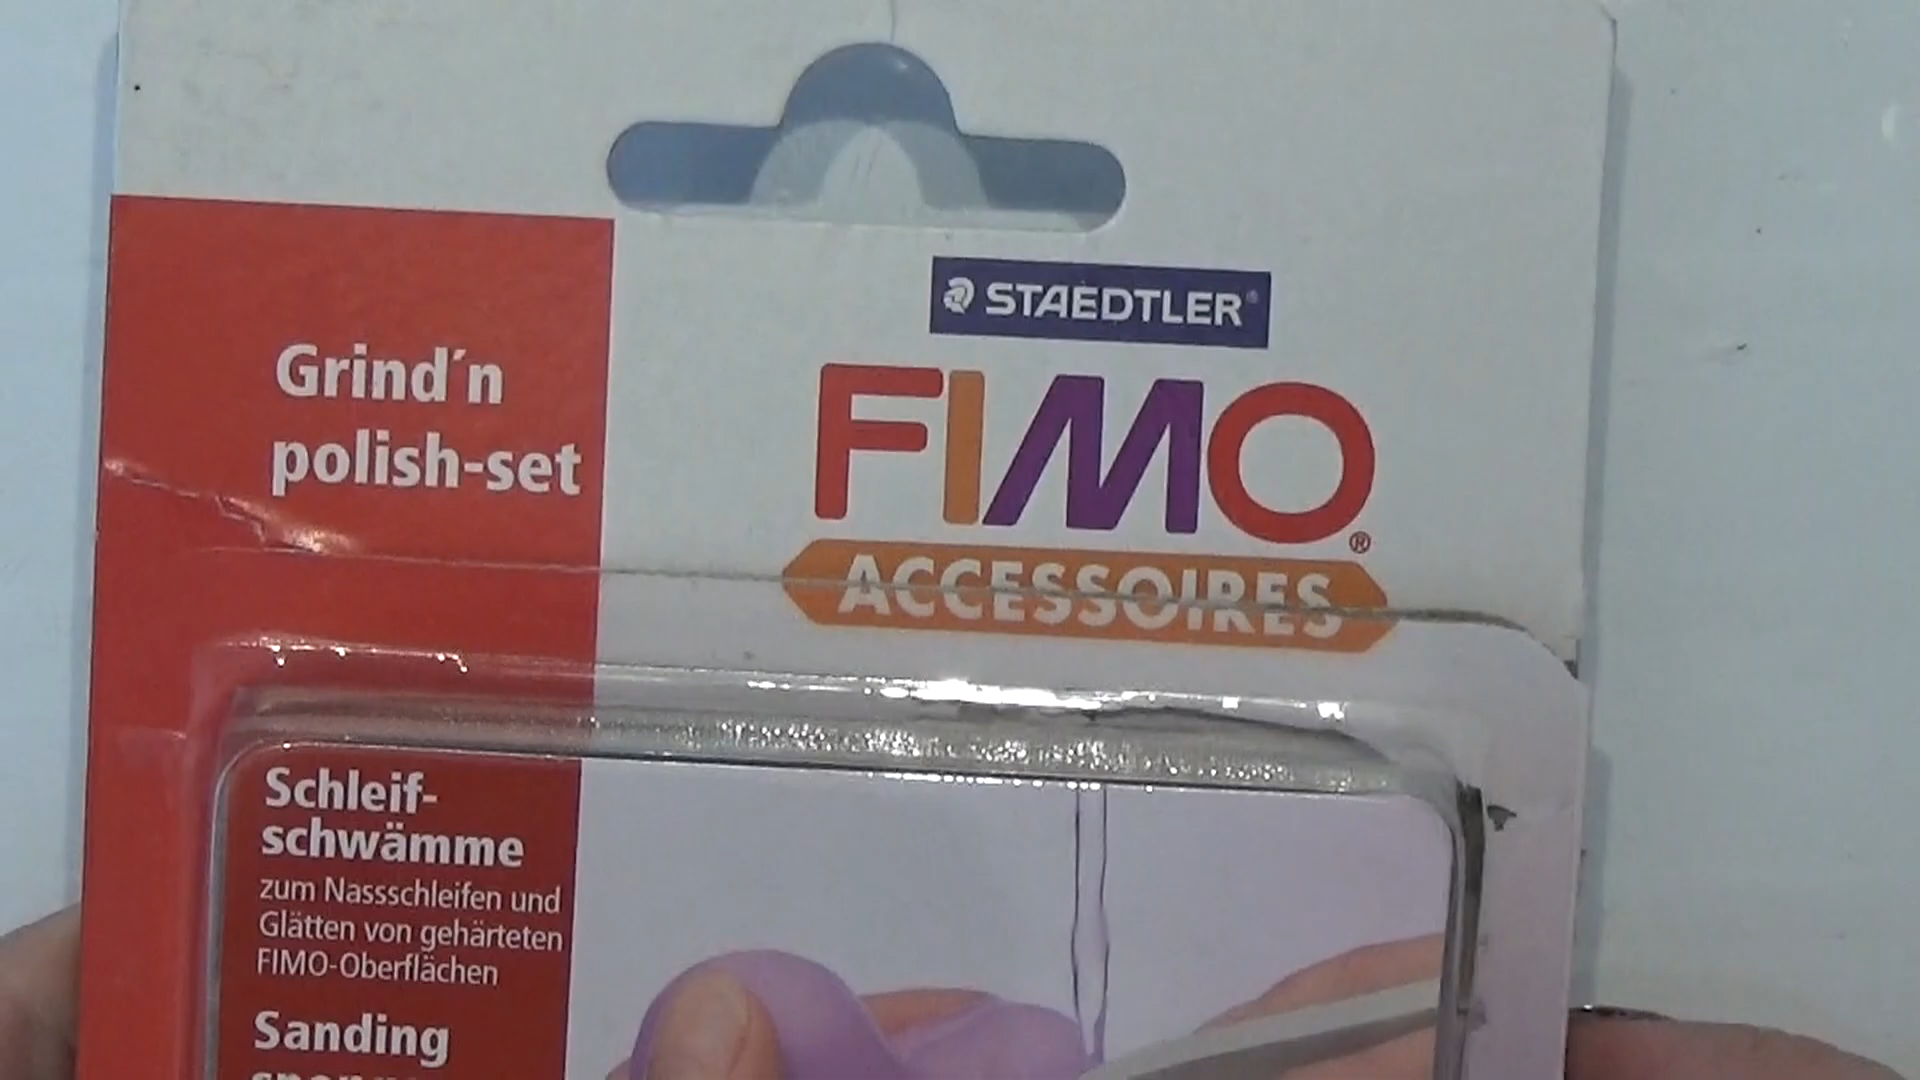 STAEDTLER®
FIMO®
ACCESSOIRES
Grind´n
polish-set
Schleif-
schwämme
zum Nassschleifen und
Glätten von gehärteten
FIMO-Oberflächen
Sanding